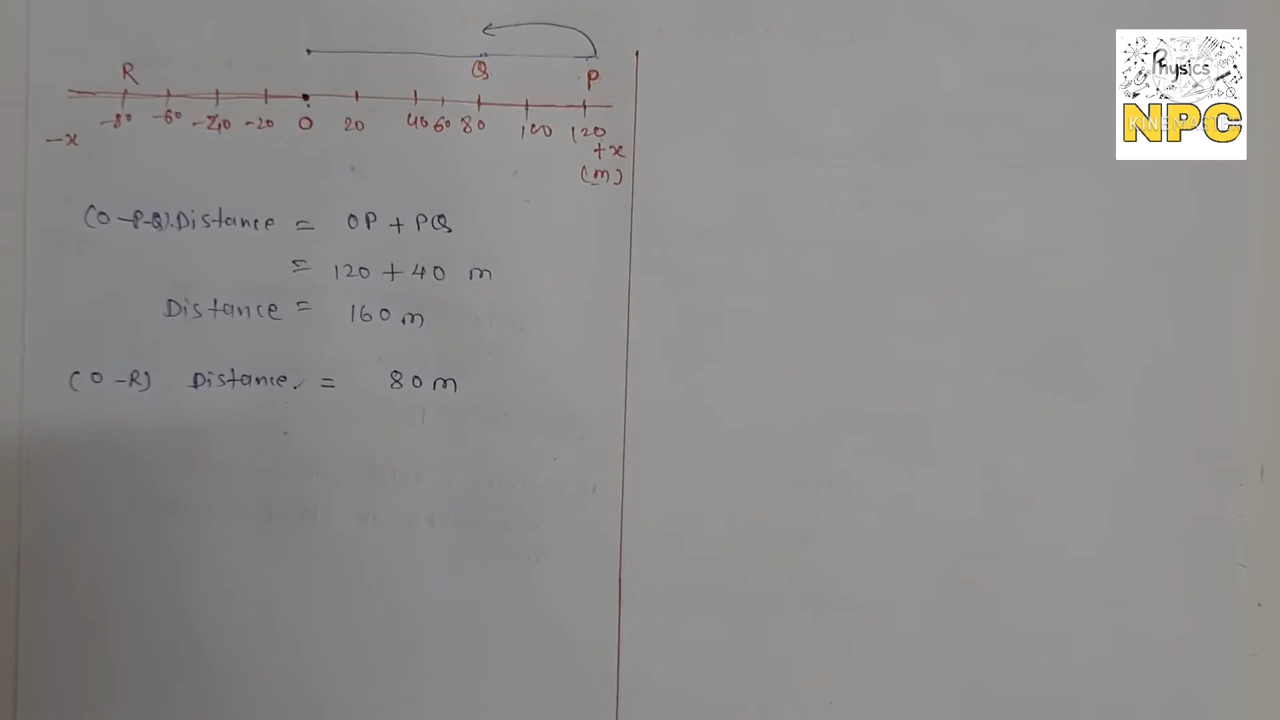 Q
R
P
-80 -60 -40 -20 0 20 40 60 80 100 120
-x
+x
(m)
(O-P-Q).Distance = OP + PQ
= 120 + 40 m
Distance = 160 m
(O-R) Distance. = 80 m
Physics
NPC
KINEMASTER